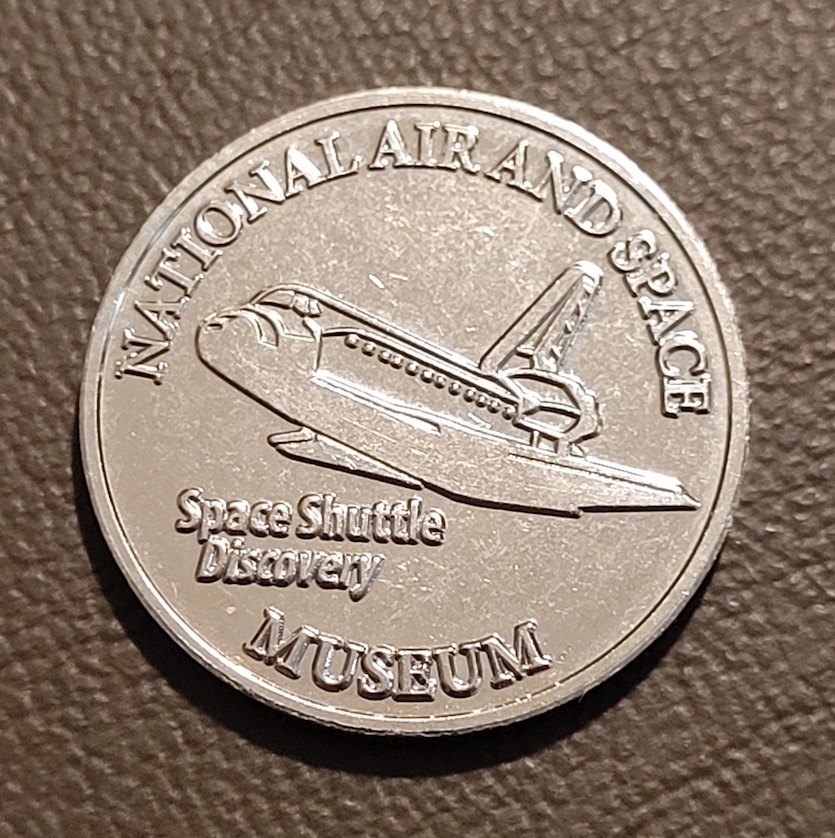 NATIONAL AIR AND SPACE
Space Shuttle
Discovery
MUSEUM